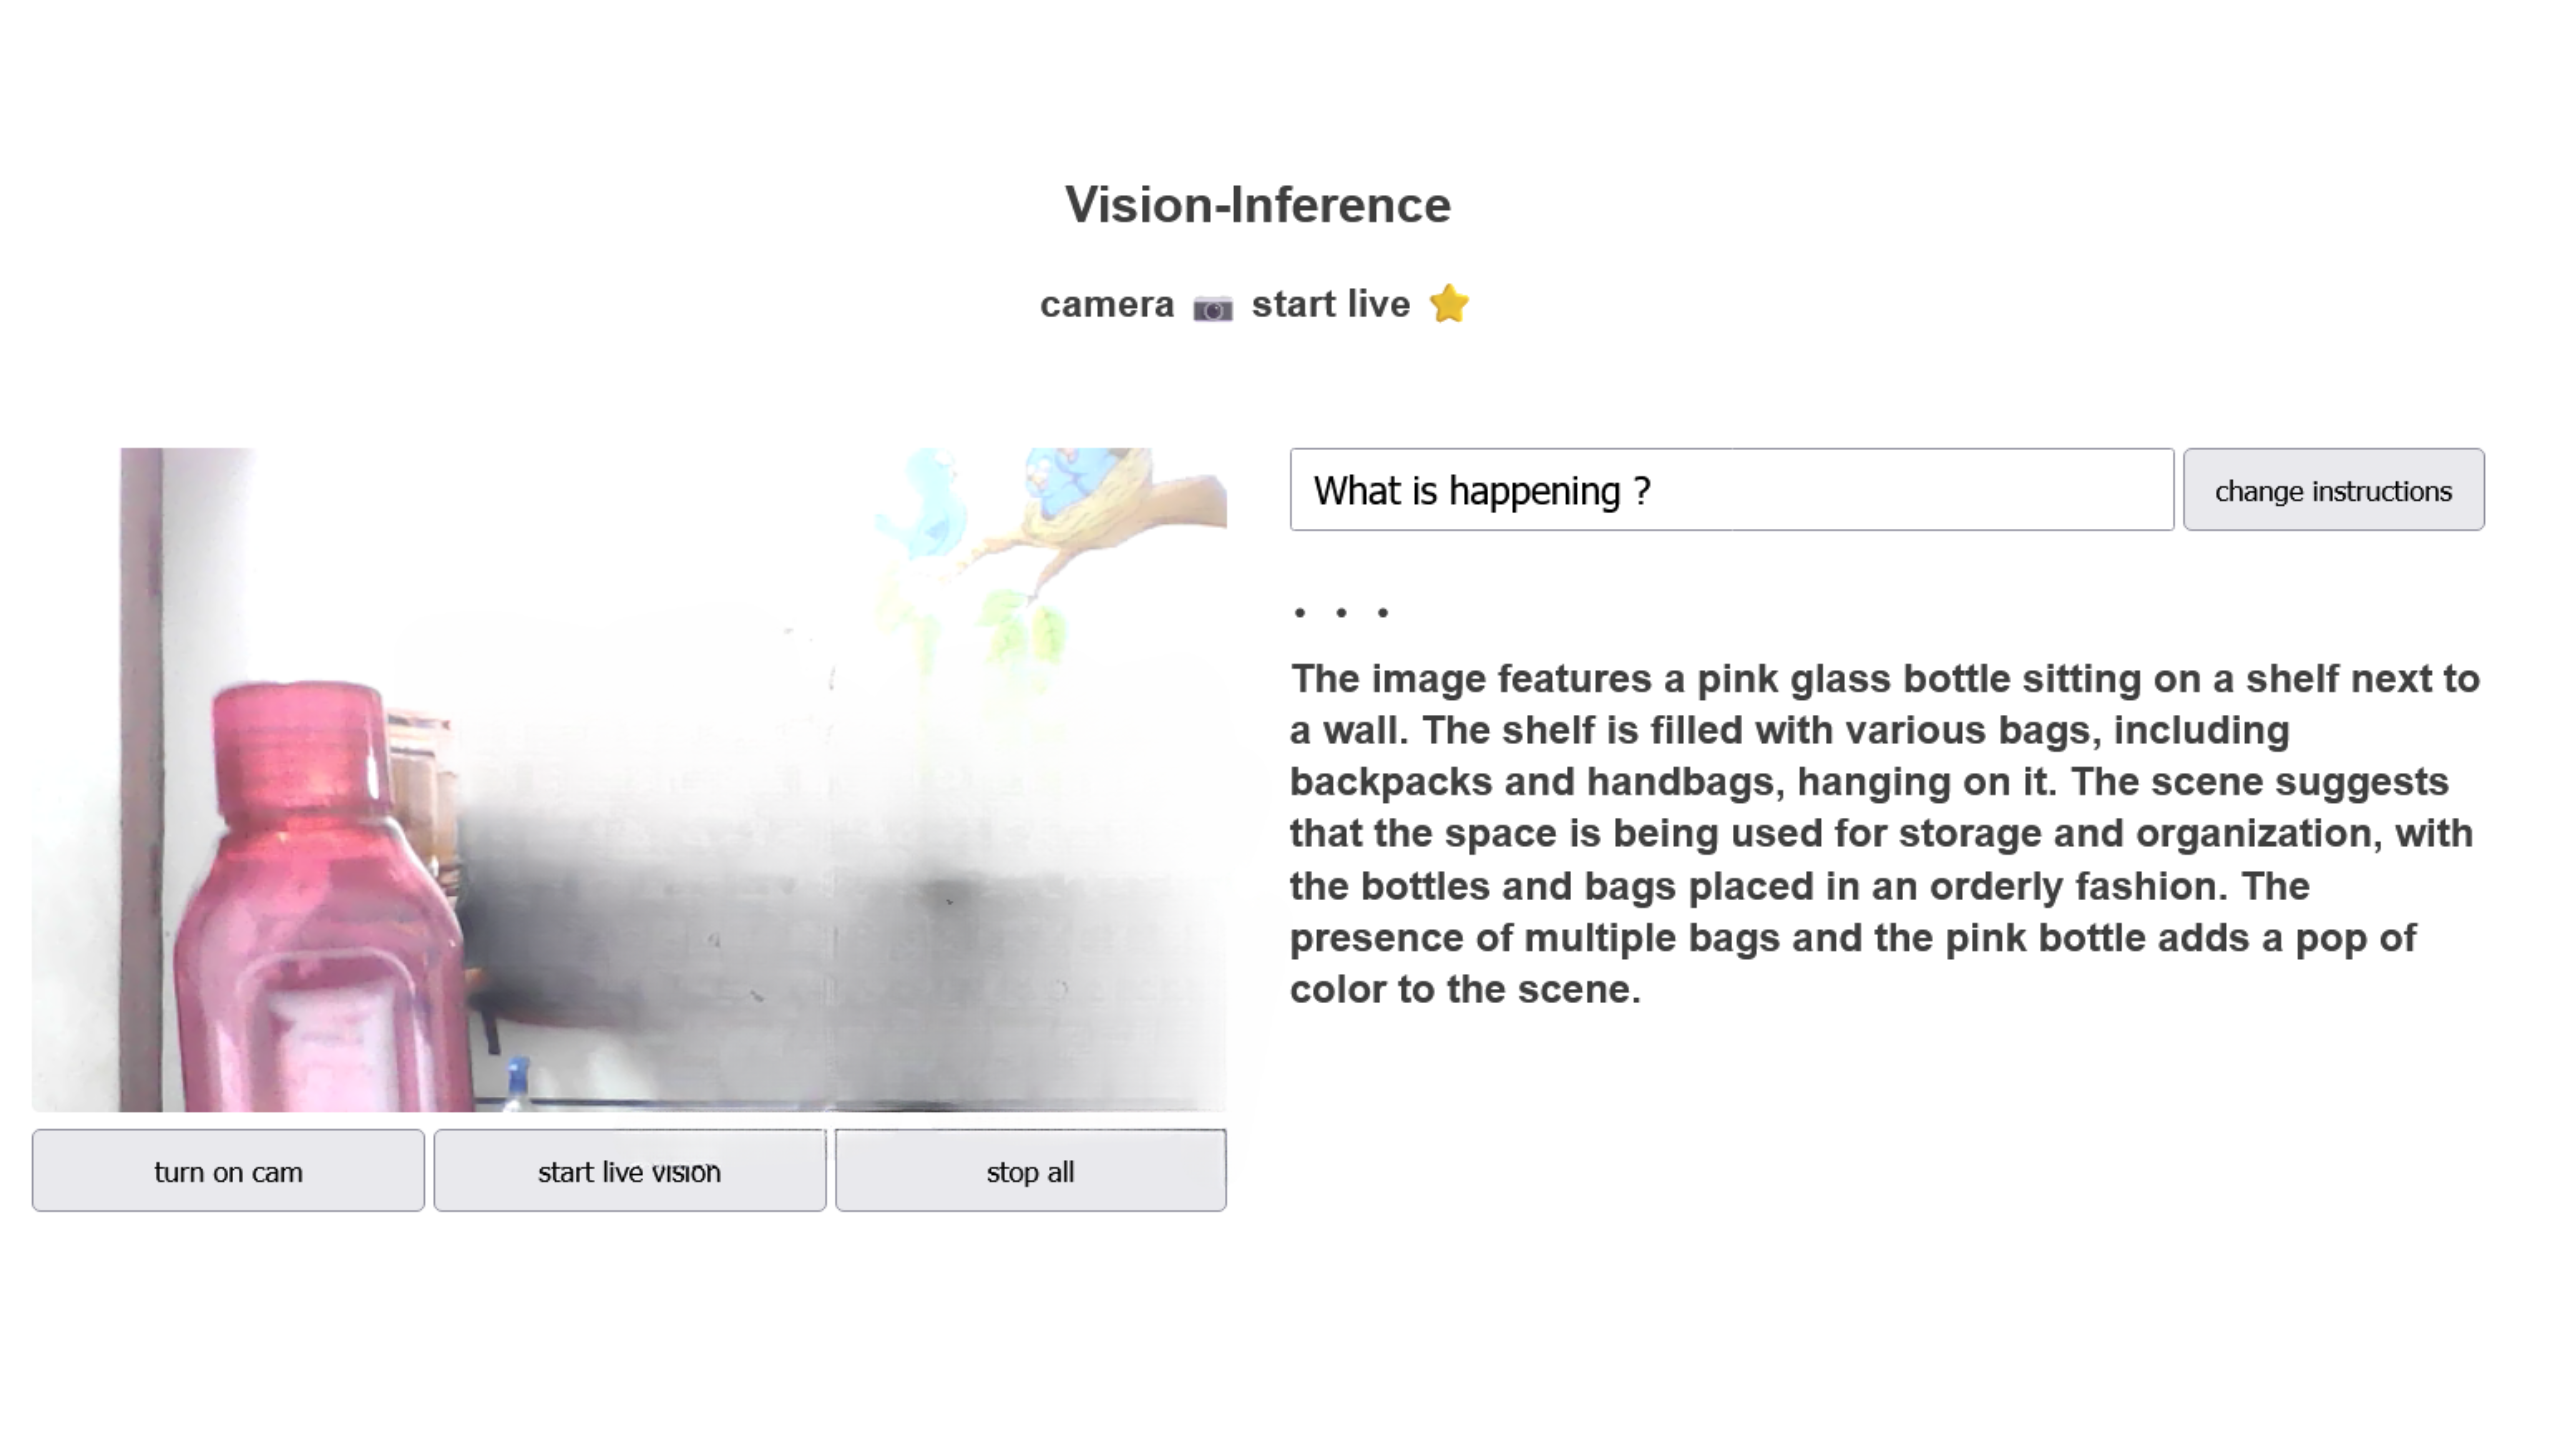 Vision-Inference
camera 📷 start live ⭐
What is happening ?
change instructions
. . .
The image features a pink glass bottle sitting on a shelf next to
a wall. The shelf is filled with various bags, including
backpacks and handbags, hanging on it. The scene suggests
that the space is being used for storage and organization, with
the bottles and bags placed in an orderly fashion. The
presence of multiple bags and the pink bottle adds a pop of
color to the scene.
turn on cam
start live vision
stop all